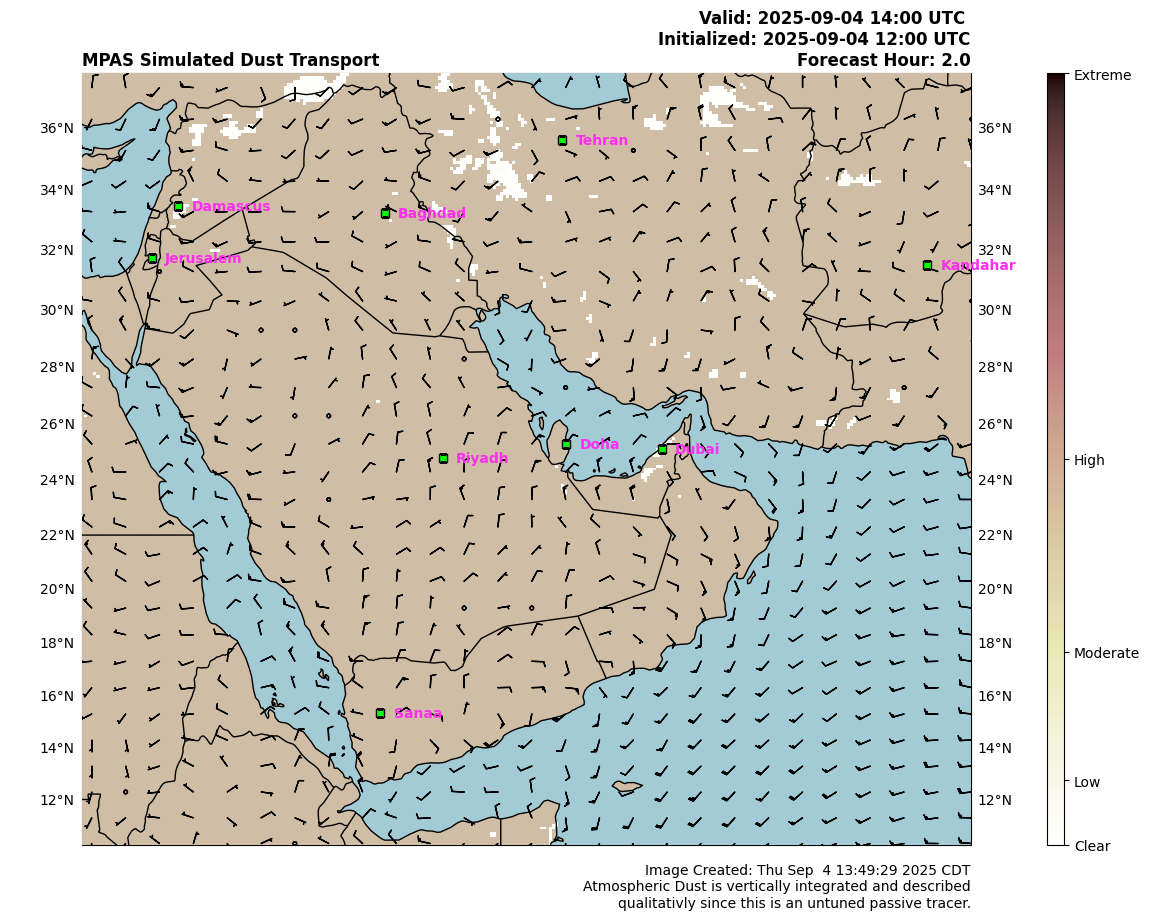 Valid: 2025-09-04 14:00 UTC
Initialized: 2025-09-04 12:00 UTC
MPAS Simulated Dust Transport
Forecast Hour: 2.0
Extreme
High
Moderate
Low
Clear
36°N
34°N
32°N
30°N
28°N
26°N
24°N
22°N
20°N
18°N
16°N
14°N
12°N
36°N
34°N
32°N
30°N
28°N
26°N
24°N
22°N
20°N
18°N
16°N
14°N
12°N
Tehran
Damascus
Baghdad
Jerusalem
Kandahar
Doha
Dubai
Riyadh
Sanaa
Image Created: Thu Sep  4 13:49:29 2025 CDT
Atmospheric Dust is vertically integrated and described
qualitativly since this is an untuned passive tracer.